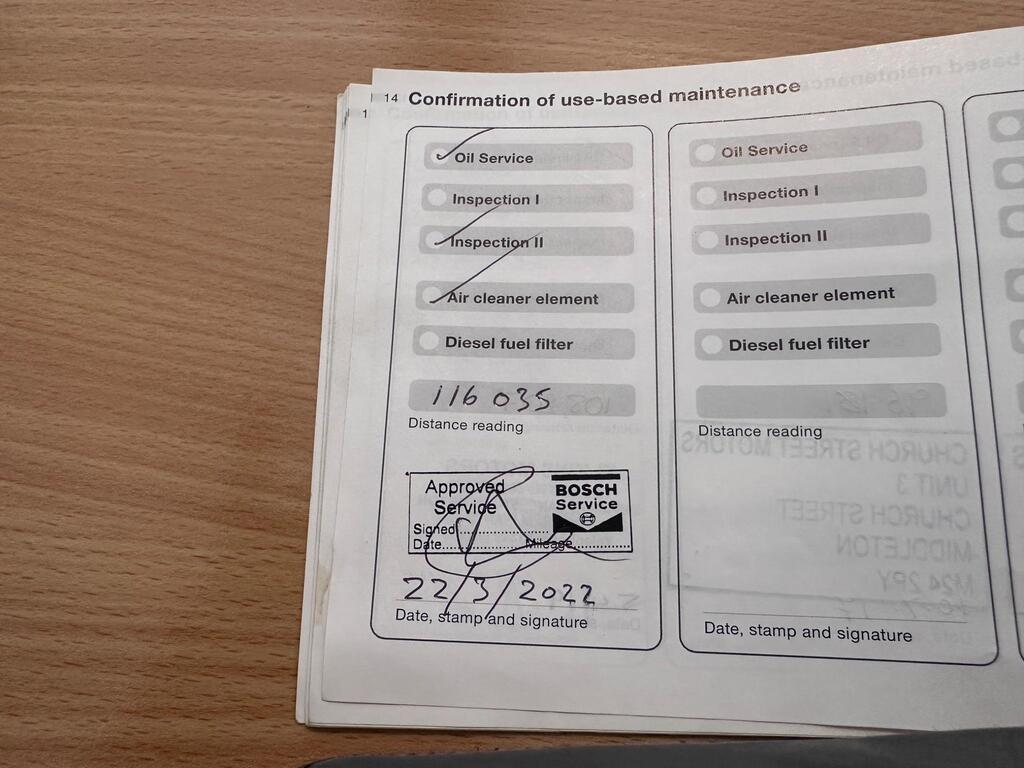 14 Confirmation of use-based maintenance
Oil Service
Inspection I
Inspection II
Air cleaner element
Diesel fuel filter
116 035
Distance reading
Approved
Service
BOSCH
Service
Signed
Date Mileage
22/3/2022
Date, stamp and signature
Oil Service
Inspection I
Inspection II
Air cleaner element
Diesel fuel filter
Distance reading
CHURCH STREET MOTORS
UNIT 3
CHURCH STREET
MIDDLETON
M24 2PY
Date, stamp and signature